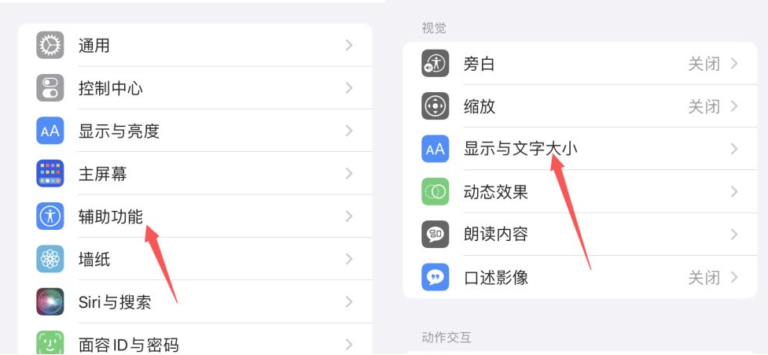 通用
控制中心
AA 显示与亮度
主屏幕
辅助功能
墙纸
Siri与搜索
面容ID与密码
视觉
旁白 关闭
缩放 关闭
AA 显示与文字大小
动态效果
朗读内容
口述影像 关闭
动作交互